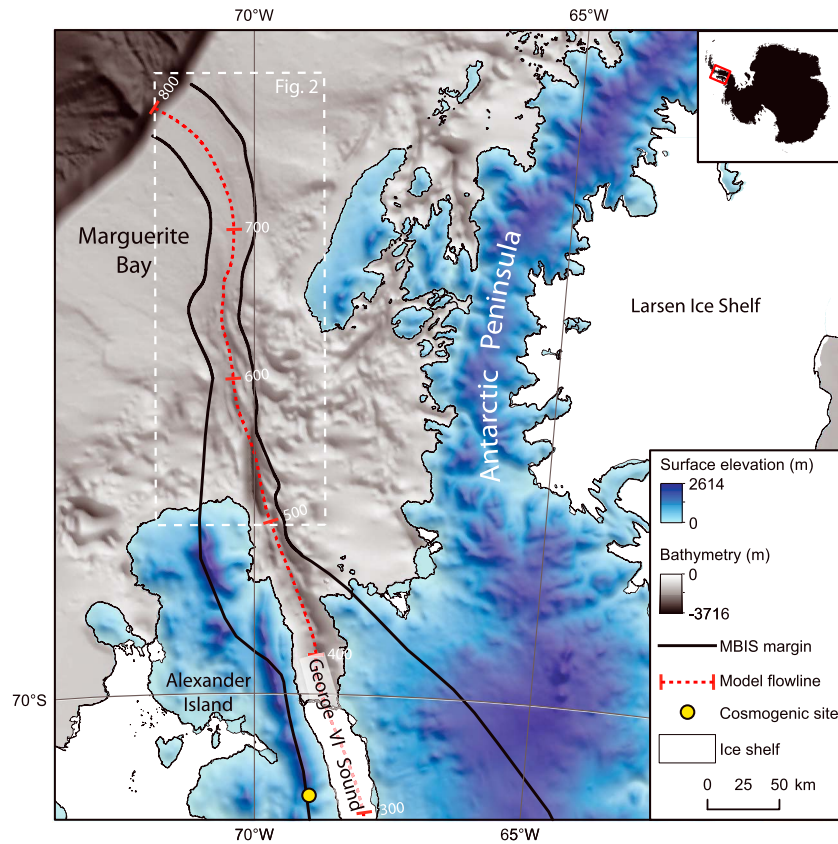 70°W
65°W
800
Fig. 2
700
Marguerite
Bay
Antarctic Peninsula
Larsen Ice Shelf
600
500
400
Alexander
Island
George VI Sound
300
70°S
Surface elevation (m)
2614
0
Bathymetry (m)
0
-3716
MBIS margin
Model flowline
Cosmogenic site
Ice shelf
0 25 50 km
70°W
65°W